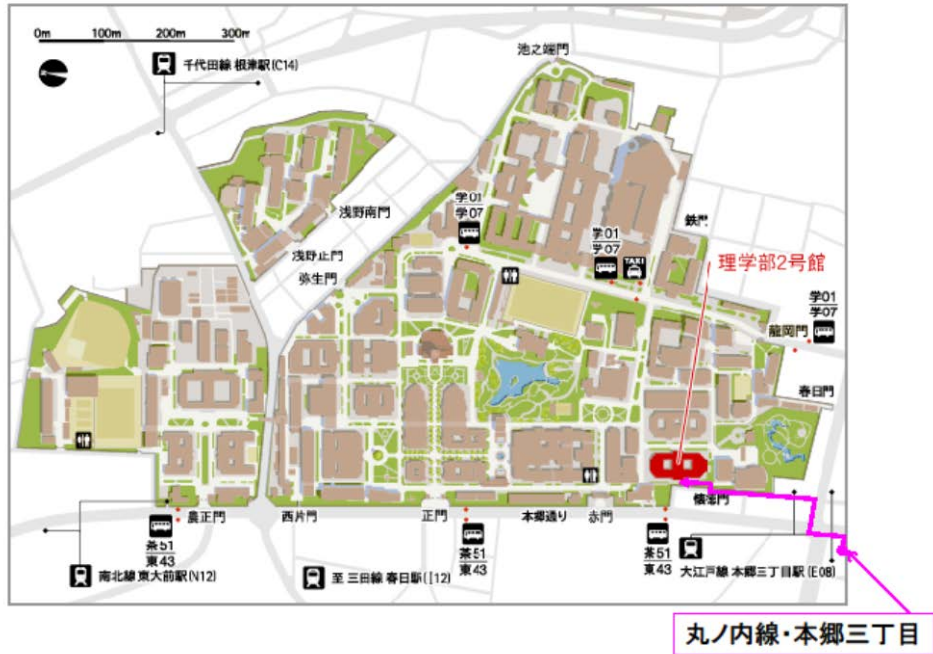 0m 100m 200m 300m
千代田線 根津駅(C14)
池之端門
浅野南門
学01
学07
学01
学07
TAXI
鉄門
浅野正門
弥生門
理学部2号館
学01
学07
龍岡門
春日門
懐徳門
農正門
西片門
正門
本郷通り
赤門
茶51
東43
茶51
東43
茶51
東43
南北線 東大前駅(N12)
至 三田線 春日駅(I12)
大江戸線 本郷三丁目駅(E08)
丸ノ内線・本郷三丁目